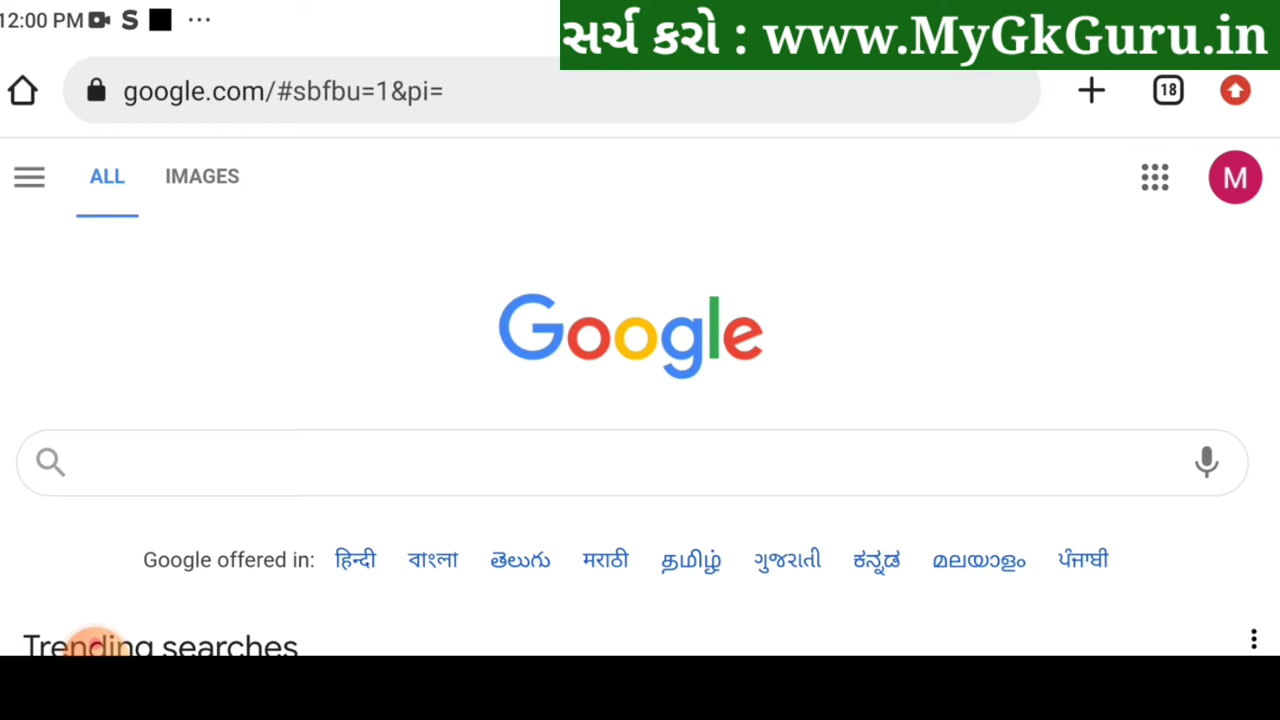 12:00 PM S ...
સર્ચ કરો : www.MyGkGuru.in
google.com/#sbfbu=1&pi=
18
ALL IMAGES
M
Google
Google offered in: हिन्दी বাংলা తెలుగు मराठी தமிழ் ગુજરાતી ಕನ್ನಡ മലയാളം ਪੰਜਾਬੀ
Trending searches